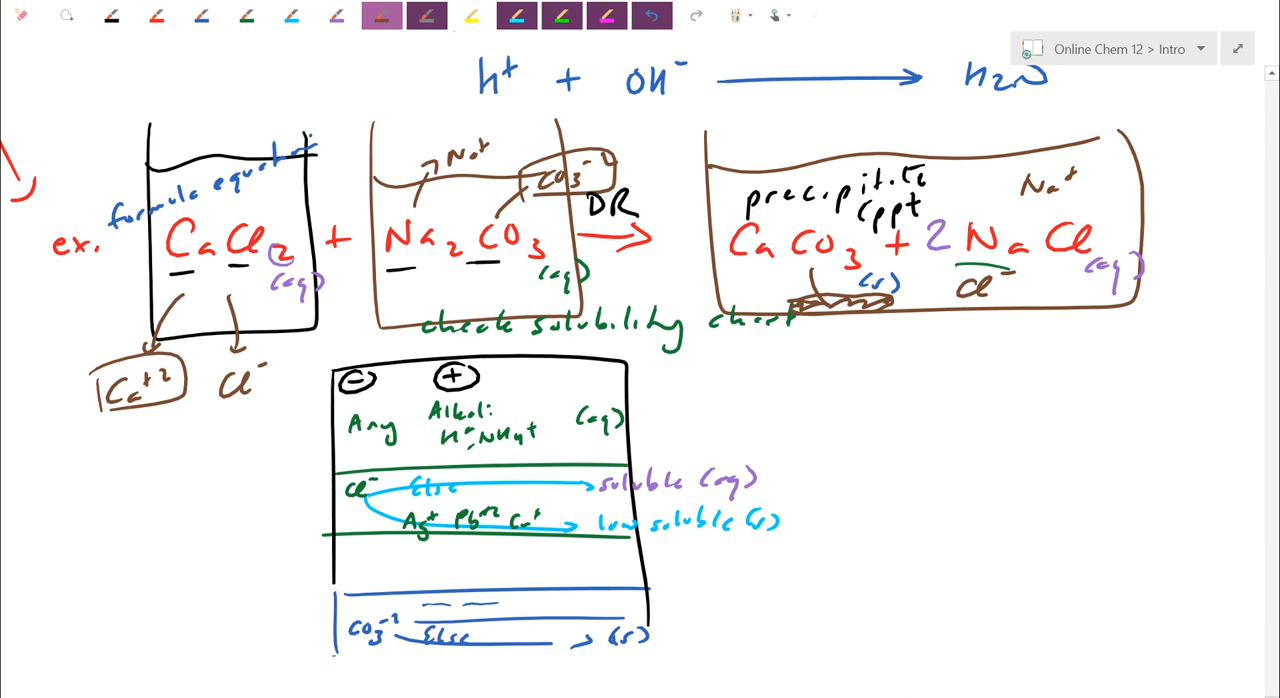 Online Chem 12 > Intro
h⁺ + OH⁻ → H₂O
formula equation
Na⁺
CO₃⁻²
DR
precipitate
(ppt
Na⁺
ex. CaCl₂ (aq) + Na₂CO₃ (aq) → CaCO₃ (s) + 2NaCl (aq)
Cl⁻
check solubility chart
Ca⁺² Cl⁻
⊖ ⊕
Any Alkali (aq)
H⁺, NH₄⁺
Cl⁻ Else → soluble (aq)
Ag⁺ Pb⁺² Cu⁺ → low soluble (s)
CO₃⁻² Else → (s)